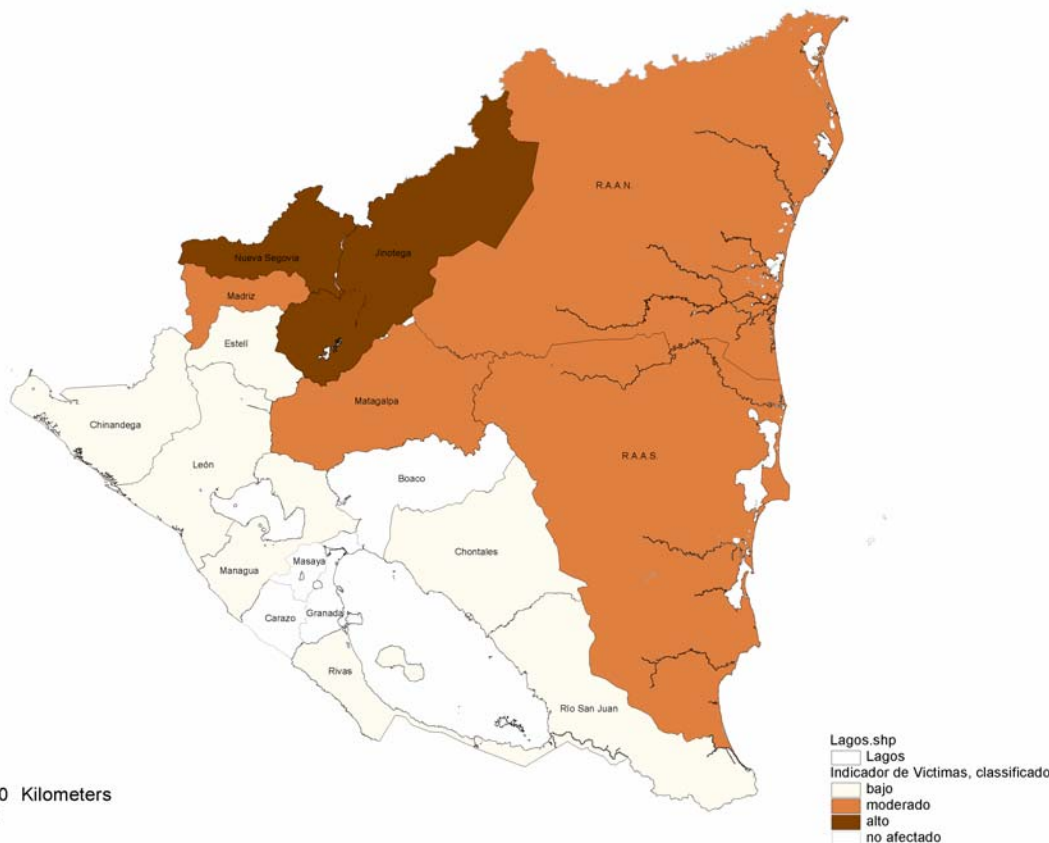 R.A.A.N.
Nueva Segovia
Jinotega
Madriz
Estelí
Matagalpa
Chinandega
León
R.A.A.S.
Boaco
Chontales
Managua
Masaya
Carazo
Granada
Rivas
Río San Juan
0 Kilometers
Lagos.shp
Lagos
Indicador de Victimas, classificado
bajo
moderado
alto
no afectado